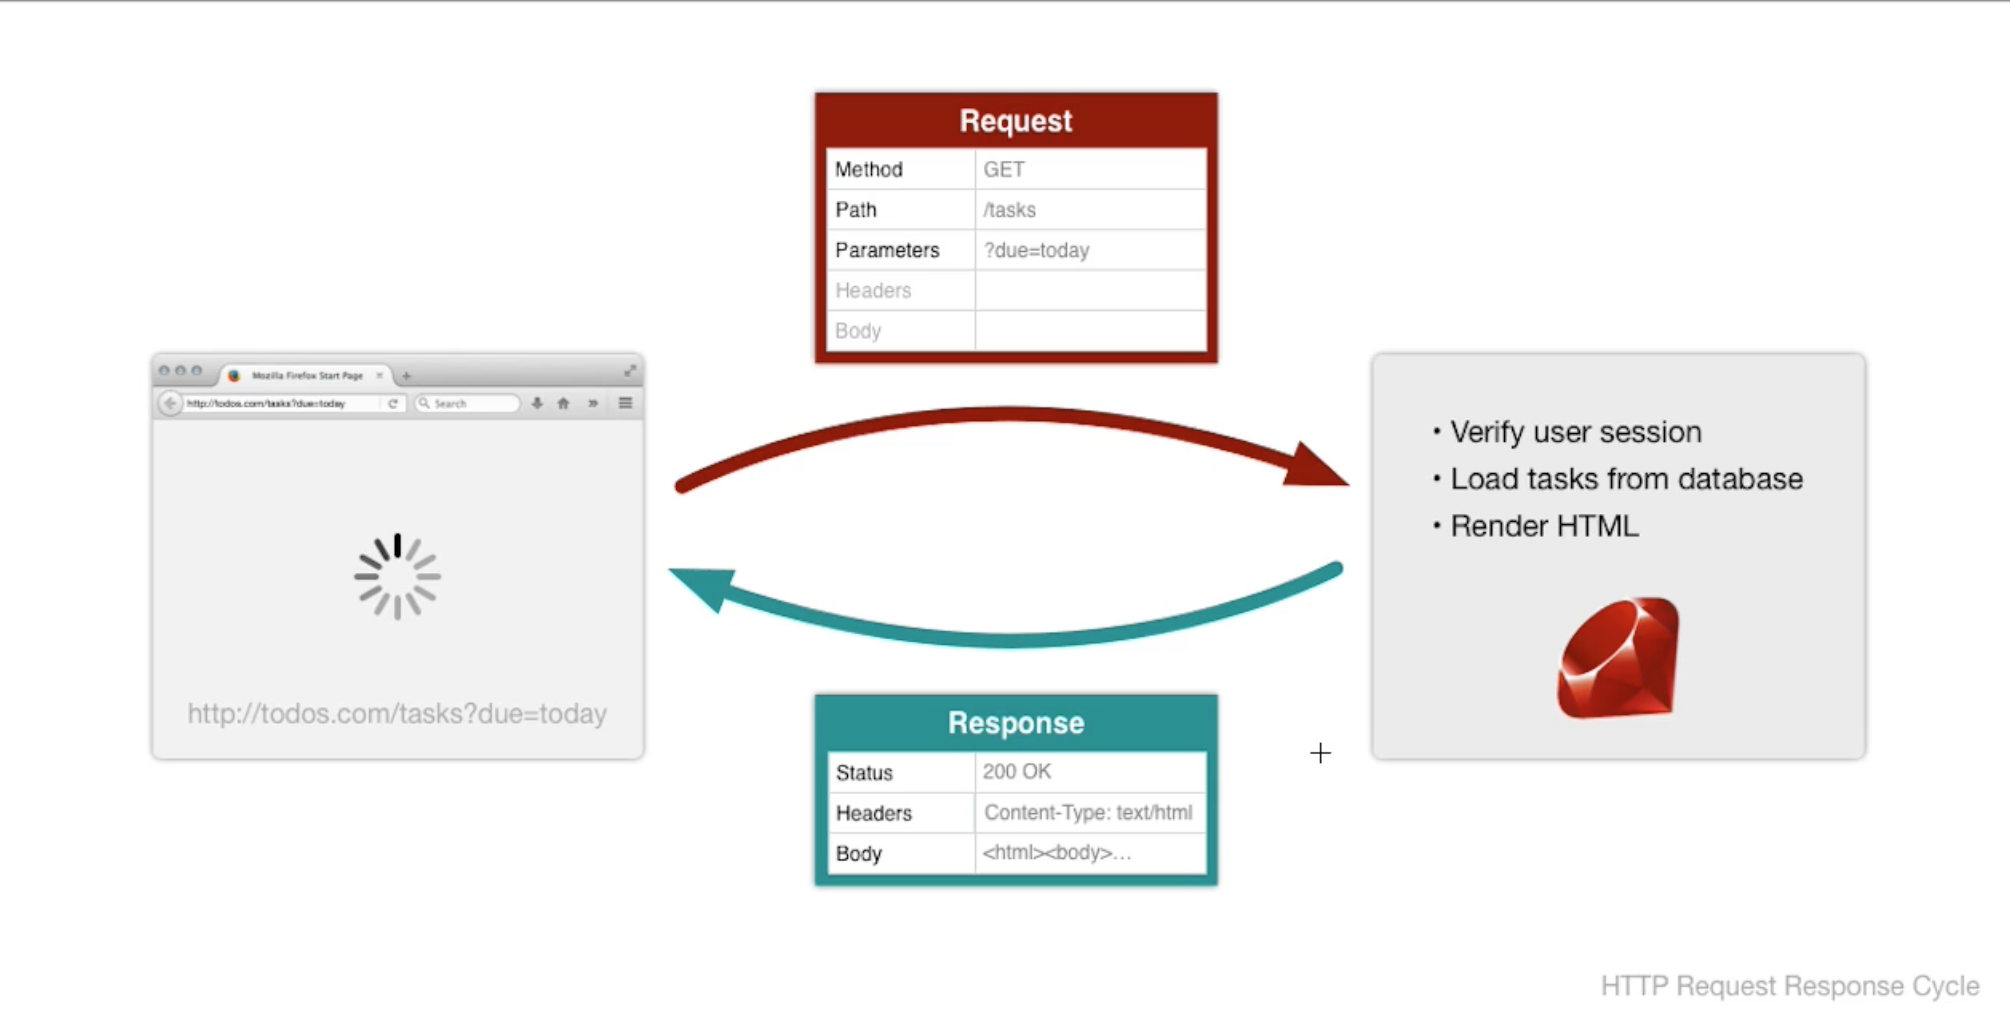 Request
Method GET
Path /tasks
Parameters ?due=today
Headers
Body
Mozilla Firefox Start Page
http://todos.com/tasks?due=today
Search
http://todos.com/tasks?due=today
• Verify user session
• Load tasks from database
• Render HTML
Response
Status 200 OK
Headers Content-Type: text/html
Body <html><body>...
HTTP Request Response Cycle